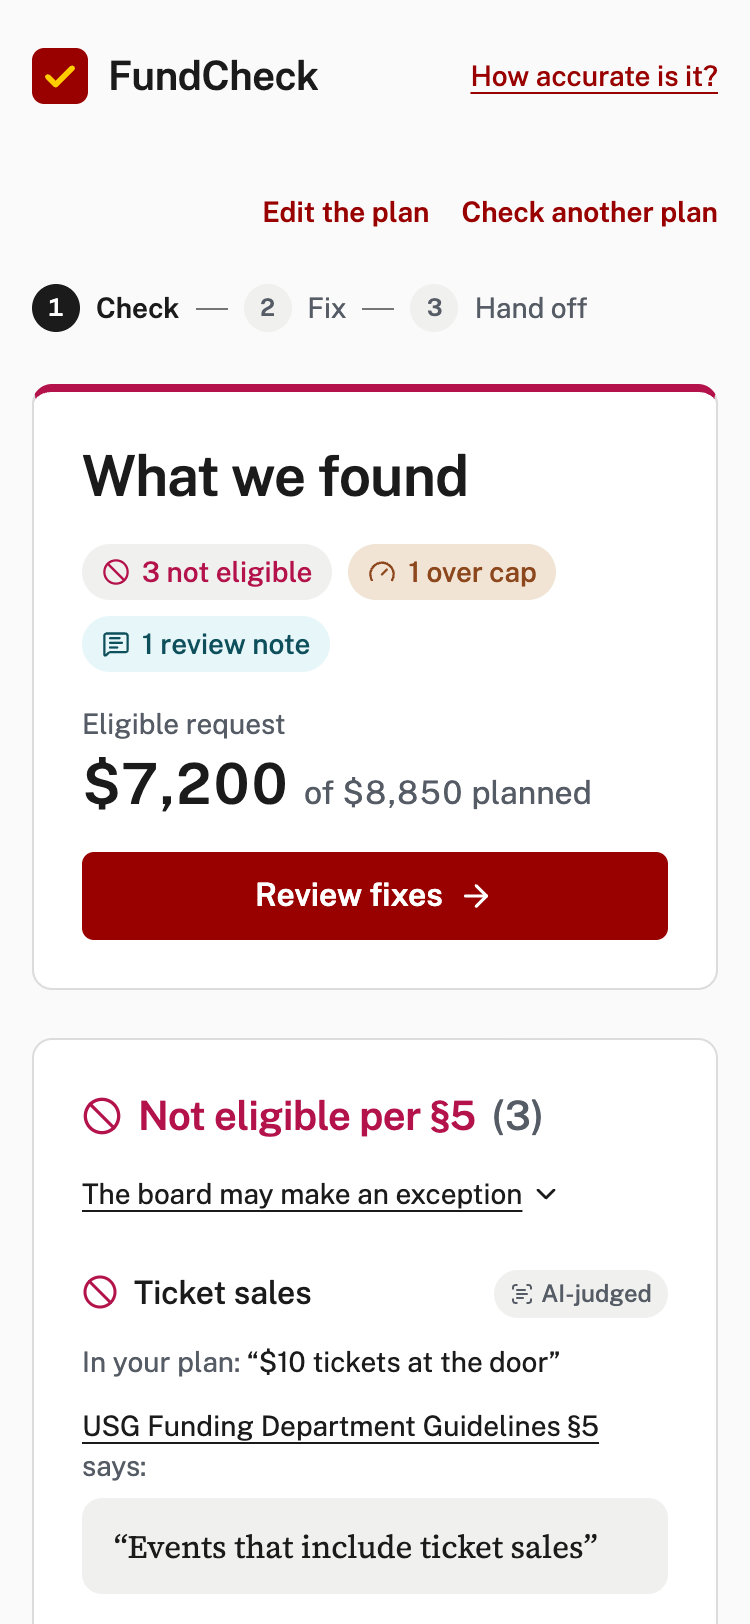 FundCheck
How accurate is it?
Edit the plan
Check another plan
1 Check — 2 Fix — 3 Hand off
What we found
3 not eligible
1 over cap
1 review note
Eligible request
$7,200 of $8,850 planned
Review fixes →
Not eligible per §5 (3)
The board may make an exception
Ticket sales
AI-judged
In your plan: “$10 tickets at the door”
USG Funding Department Guidelines §5
says:
“Events that include ticket sales”